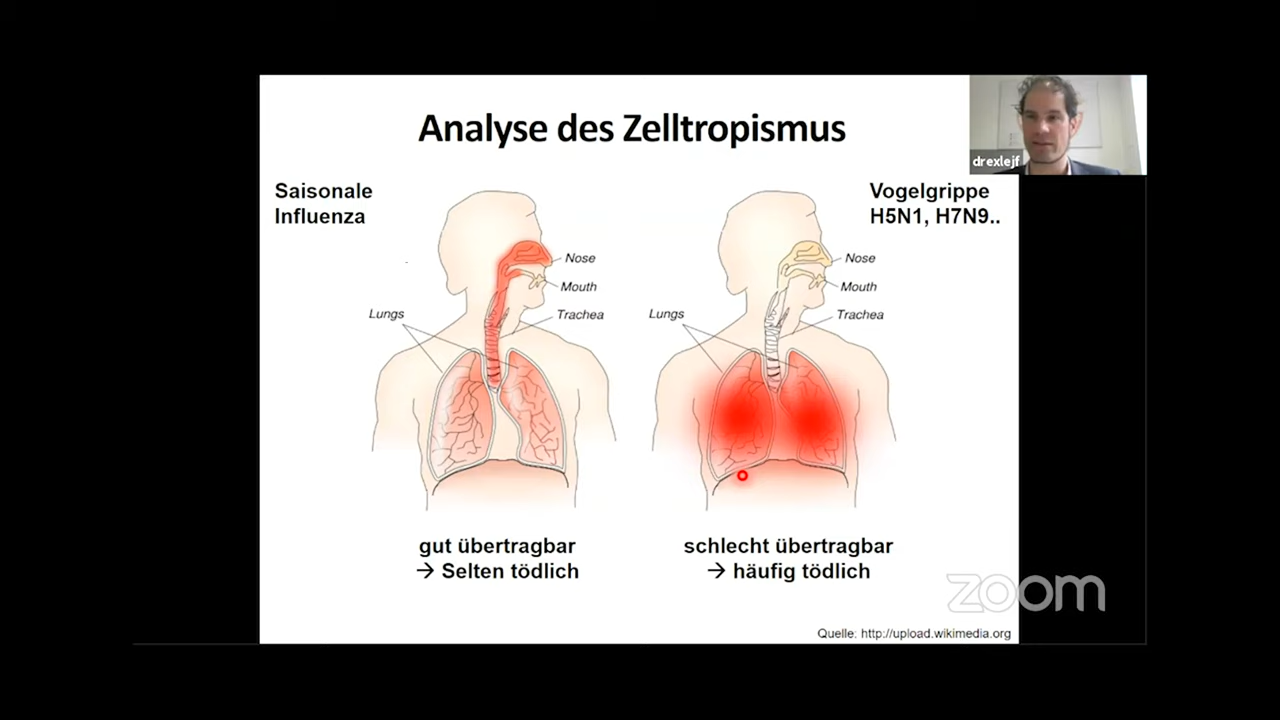 Analyse des Zelltropismus
drexlejf
Saisonale
Influenza
Nose
Mouth
Trachea
Lungs
gut übertragbar
→ Selten tödlich
Vogelgrippe
H5N1, H7N9..
Nose
Mouth
Trachea
Lungs
schlecht übertragbar
→ häufig tödlich
zoom
Quelle: http://upload.wikimedia.org